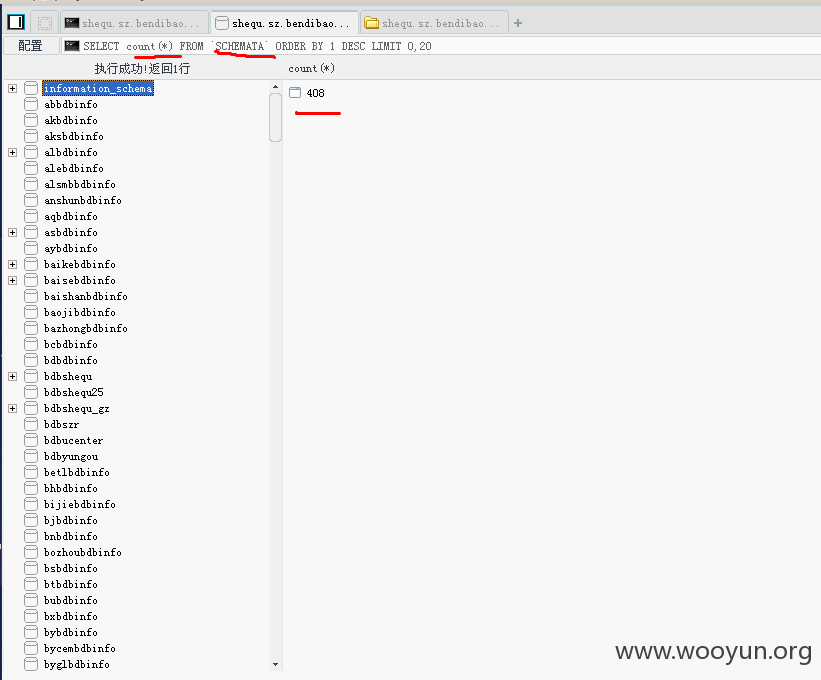 shequ.sz.bendibao... shequ.sz.bendibao... shequ.sz.bendibao... +
配置 SELECT count(*) FROM `SCHEMATA` ORDER BY 1 DESC LIMIT 0,20
执行成功!返回1行 count(*)
information_schema 408
abbdbinfo
akbdbinfo
aksbdbinfo
albdbinfo
alebdbinfo
alsmbbdbinfo
anshunbdbinfo
aqbdbinfo
asbdbinfo
aybdbinfo
baikebdbinfo
baisebdbinfo
baishanbdbinfo
baojibdbinfo
bazhongbdbinfo
bcbdbinfo
bdbdbinfo
bdbshequ
bdbshequ25
bdbshequ_gz
bdbszr
bdbucenter
bdbyungou
betlbdbinfo
bhbdbinfo
bijiebdbinfo
bjbdbinfo
bnbdbinfo
bozhoubdbinfo
bsbdbinfo
btbdbinfo
bubdbinfo
bxbdbinfo
bybdbinfo
bycembdbinfo
byglbdbinfo
www.wooyun.org